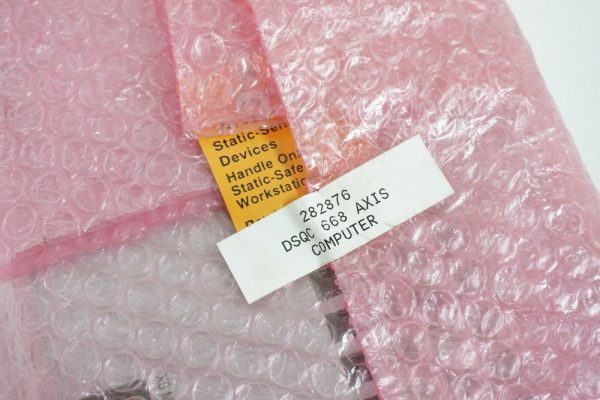 Static-Sen
Devices
Handle On
Static-Safe
Workstatio
282876
DSQC 668 AXIS
COMPUTER